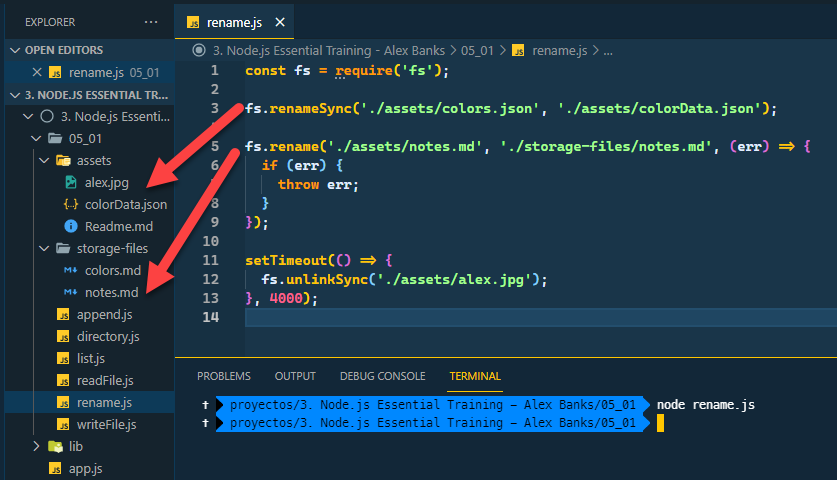 EXPLORER
···
OPEN EDITORS
rename.js 05_01
3. NODE.JS ESSENTIAL TR...
3. Node.js Essenti...
05_01
assets
alex.jpg
colorData.json
Readme.md
storage-files
colors.md
notes.md
append.js
directory.js
list.js
readFile.js
rename.js
writeFile.js
lib
app.js
rename.js
3. Node.js Essential Training - Alex Banks > 05_01 > rename.js > ...
1 const fs = require('fs');
2
3 fs.renameSync('./assets/colors.json', './assets/colorData.json');
5 fs.rename('./assets/notes.md', './storage-files/notes.md', (err) => {
6 if (err) {
7 throw err;
8 }
9 });
10
11 setTimeout(() => {
12 fs.unlinkSync('./assets/alex.jpg');
13 }, 4000);
14
PROBLEMS OUTPUT DEBUG CONSOLE TERMINAL
proyectos/3. Node.js Essential Training – Alex Banks/05_01 node rename.js
proyectos/3. Node.js Essential Training – Alex Banks/05_01